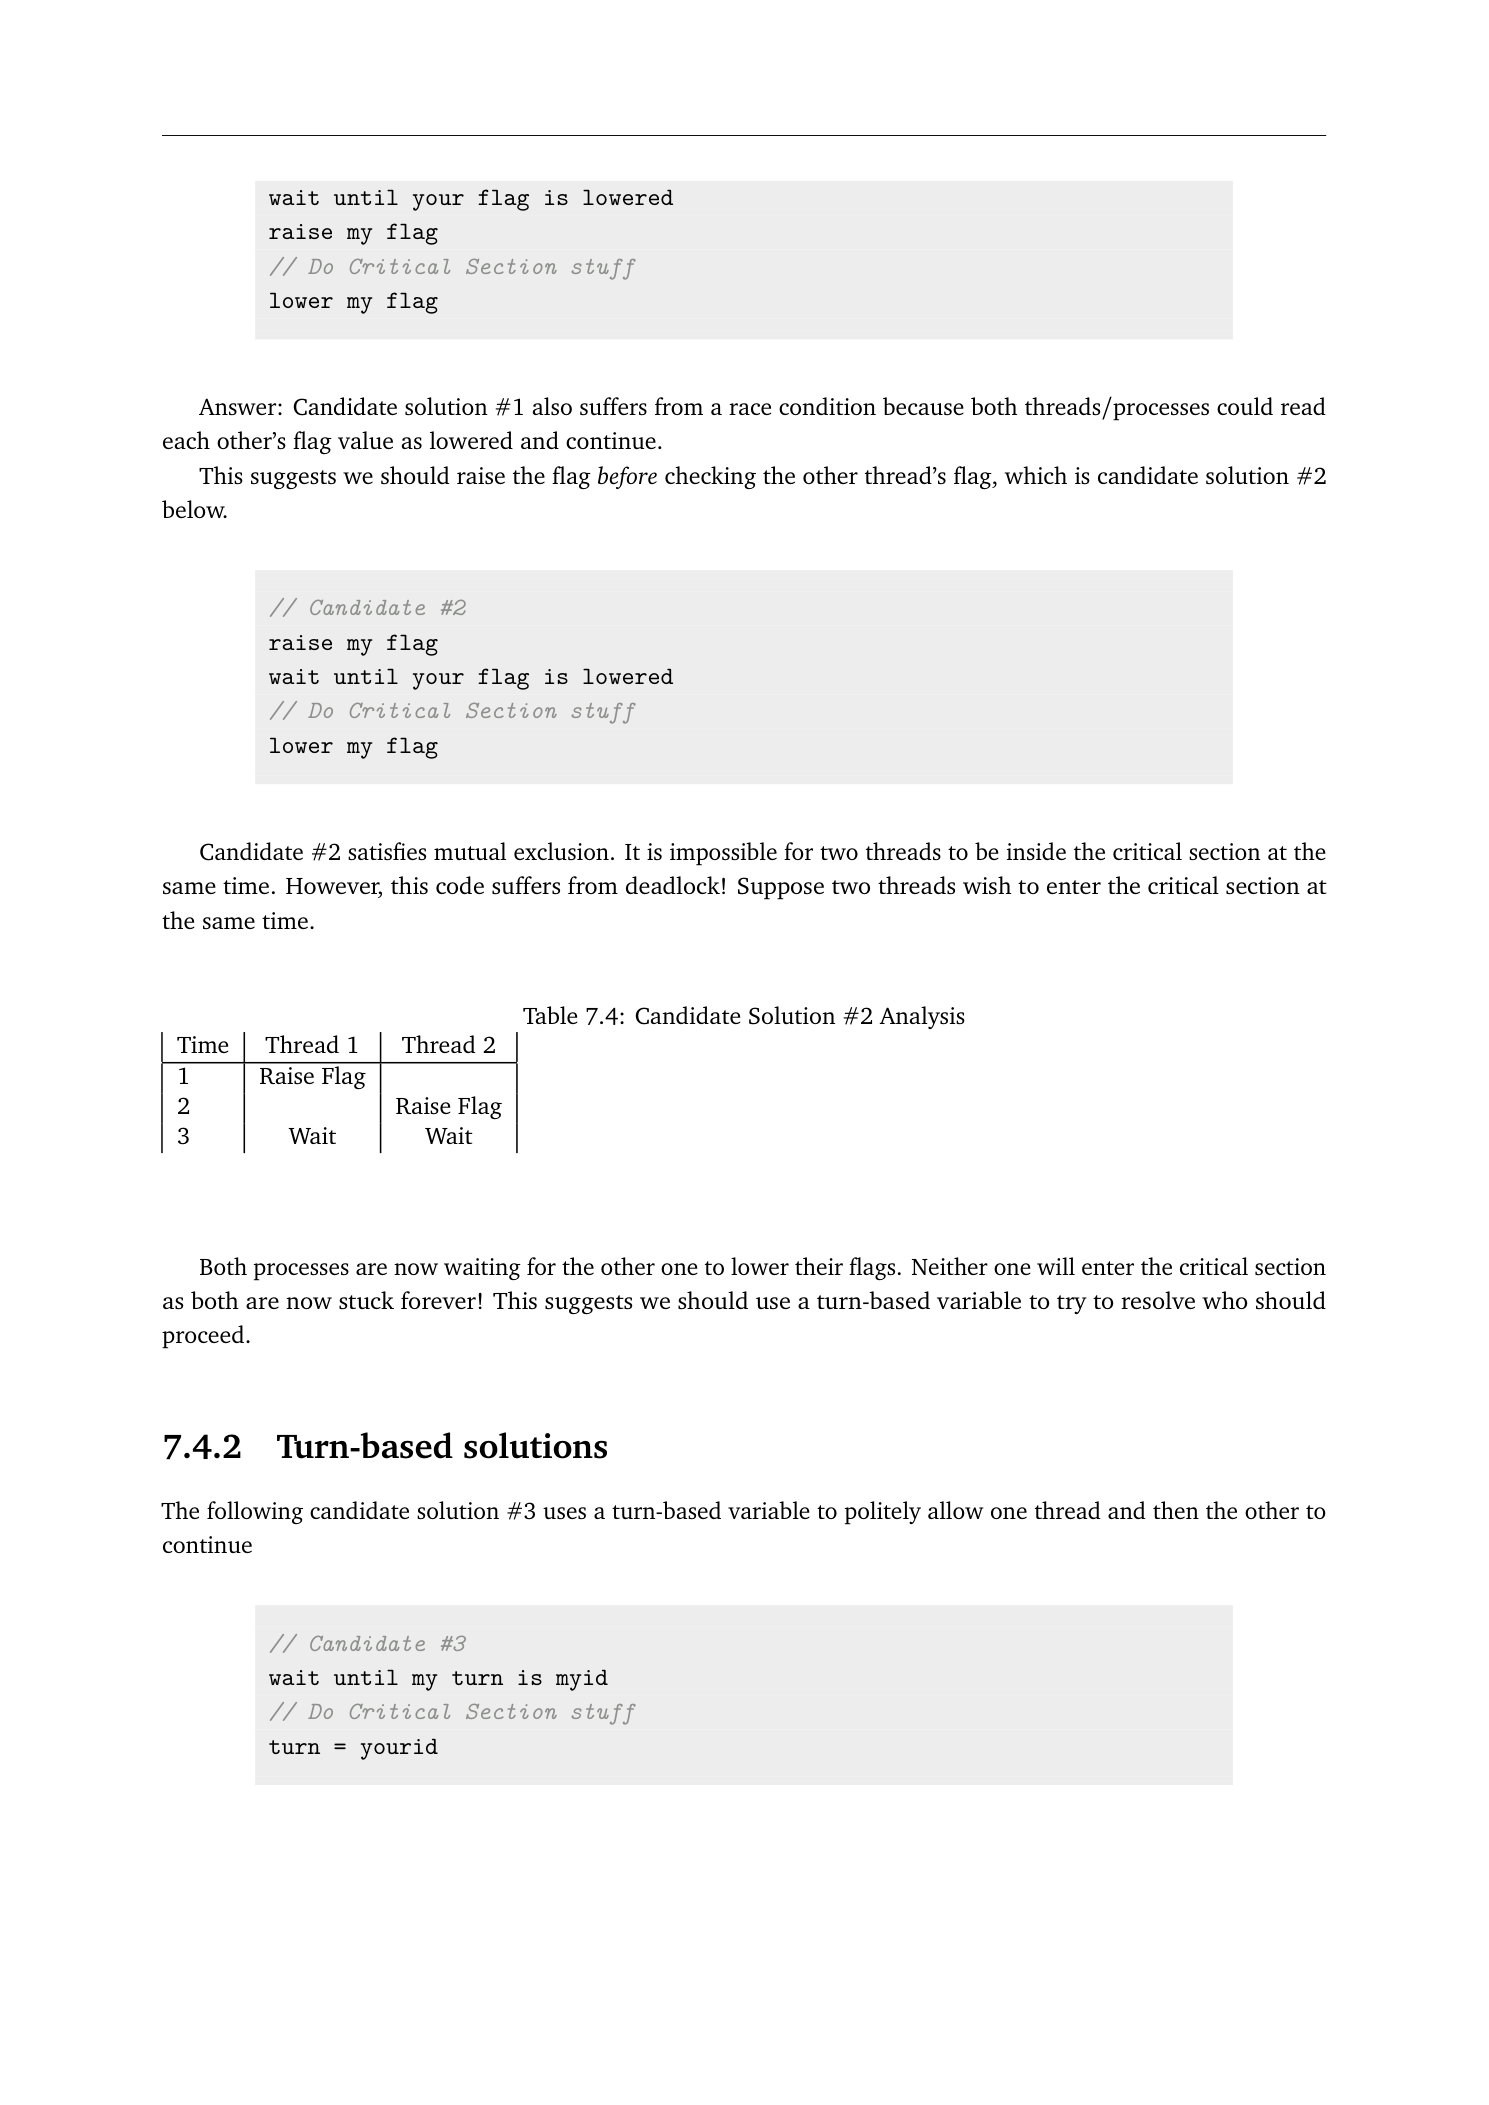 wait until your flag is lowered
raise my flag
// Do Critical Section stuff
lower my flag
Answer: Candidate solution #1 also suffers from a race condition because both threads/processes could read
each other's flag value as lowered and continue.
This suggests we should raise the flag before checking the other thread's flag, which is candidate solution #2
below.
// Candidate #2
raise my flag
wait until your flag is lowered
// Do Critical Section stuff
lower my flag
Candidate #2 satisfies mutual exclusion. It is impossible for two threads to be inside the critical section at the
same time. However, this code suffers from deadlock! Suppose two threads wish to enter the critical section at
the same time.
Table 7.4: Candidate Solution #2 Analysis
Time Thread 1 Thread 2
1 Raise Flag
2 Raise Flag
3 Wait Wait
Both processes are now waiting for the other one to lower their flags. Neither one will enter the critical section
as both are now stuck forever! This suggests we should use a turn-based variable to try to resolve who should
proceed.
7.4.2 Turn-based solutions
The following candidate solution #3 uses a turn-based variable to politely allow one thread and then the other to
continue
// Candidate #3
wait until my turn is myid
// Do Critical Section stuff
turn = yourid